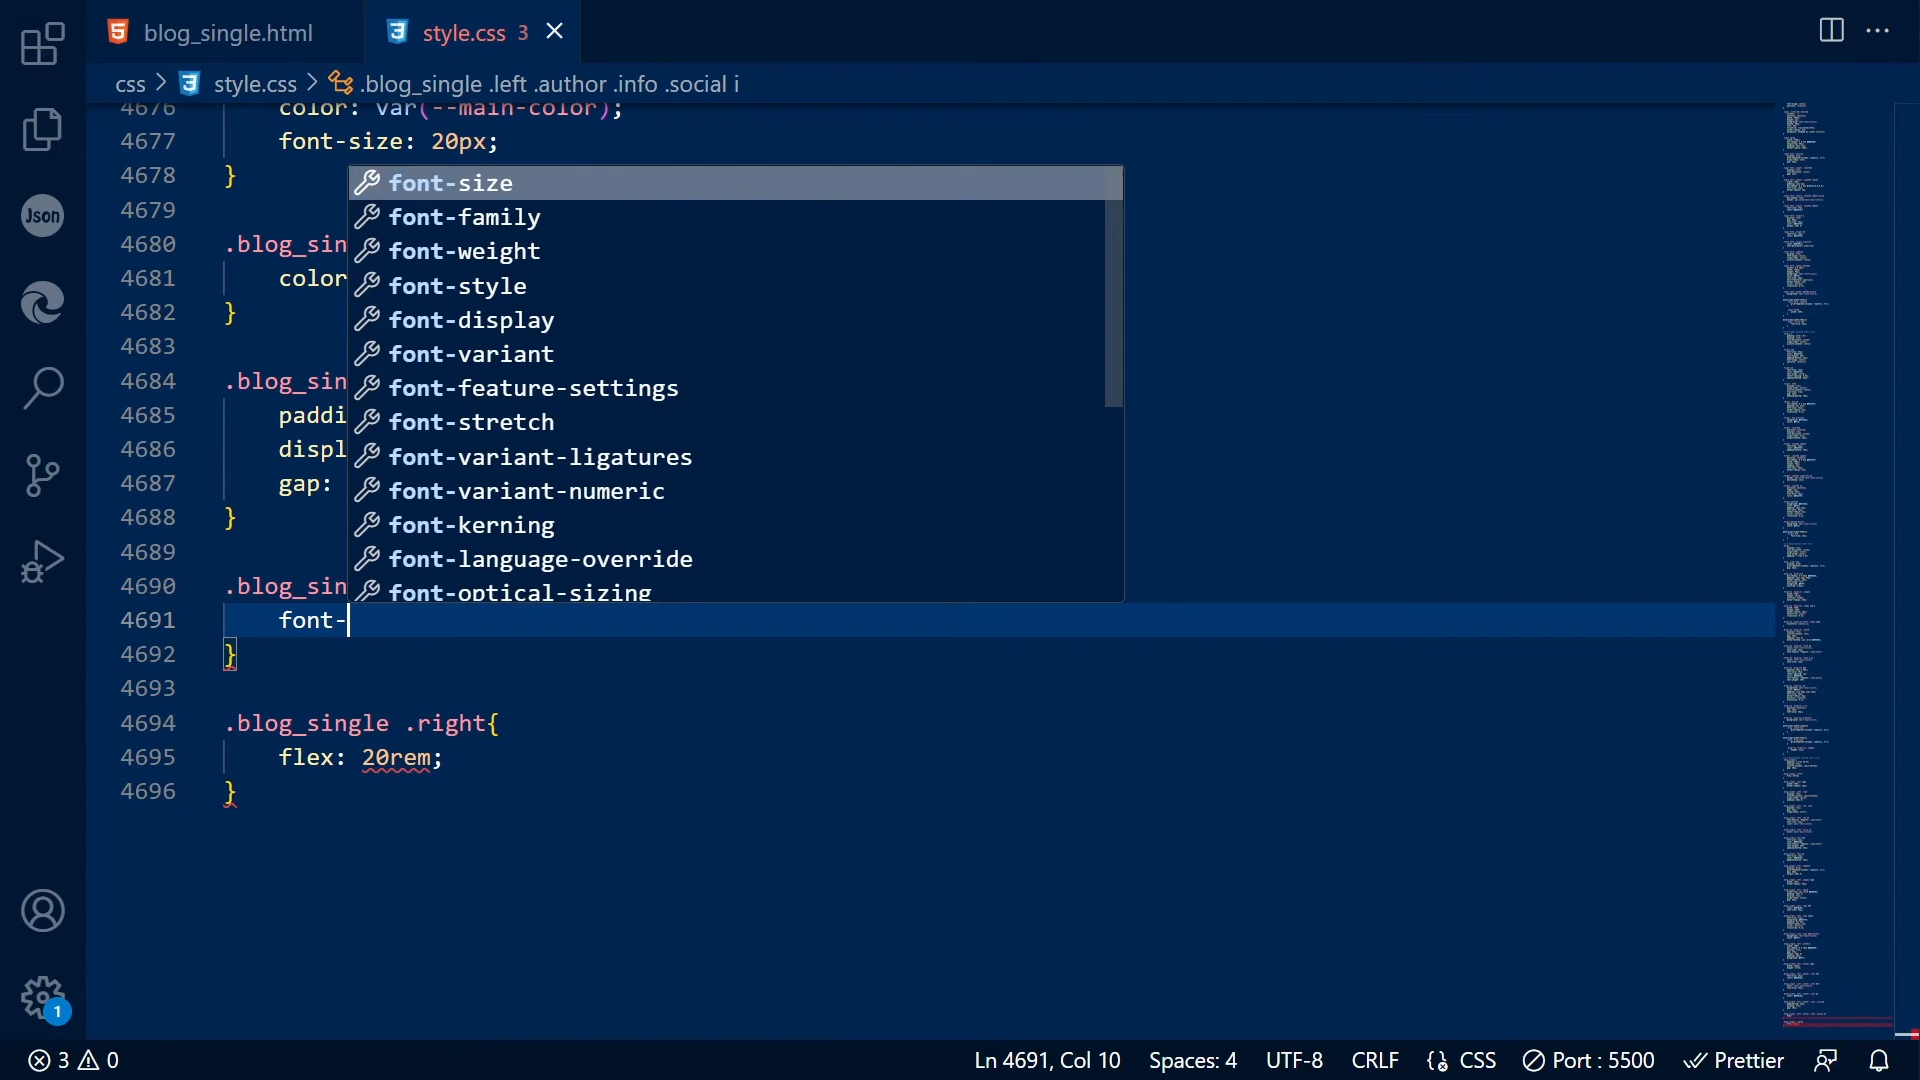 blog_single.html
style.css 3
css > style.css > .blog_single .left .author .info .social i
4676 color: var(--main-color);
4677 font-size: 20px;
4678 }
font-size
4679
font-family
4680 .blog_sin
font-weight
4681 color
font-style
4682 }
font-display
4683
font-variant
4684 .blog_sin
font-feature-settings
4685 paddi
font-stretch
4686 displ
font-variant-ligatures
4687 gap:
font-variant-numeric
4688 }
font-kerning
4689
font-language-override
4690 .blog_sin
font-optical-sizing
4691 font-
4692 }
4693
4694 .blog_single .right{
4695 flex: 20rem;
4696 }
Json
1
3 0
Ln 4691, Col 10 Spaces: 4 UTF-8 CRLF CSS Port : 5500 Prettier